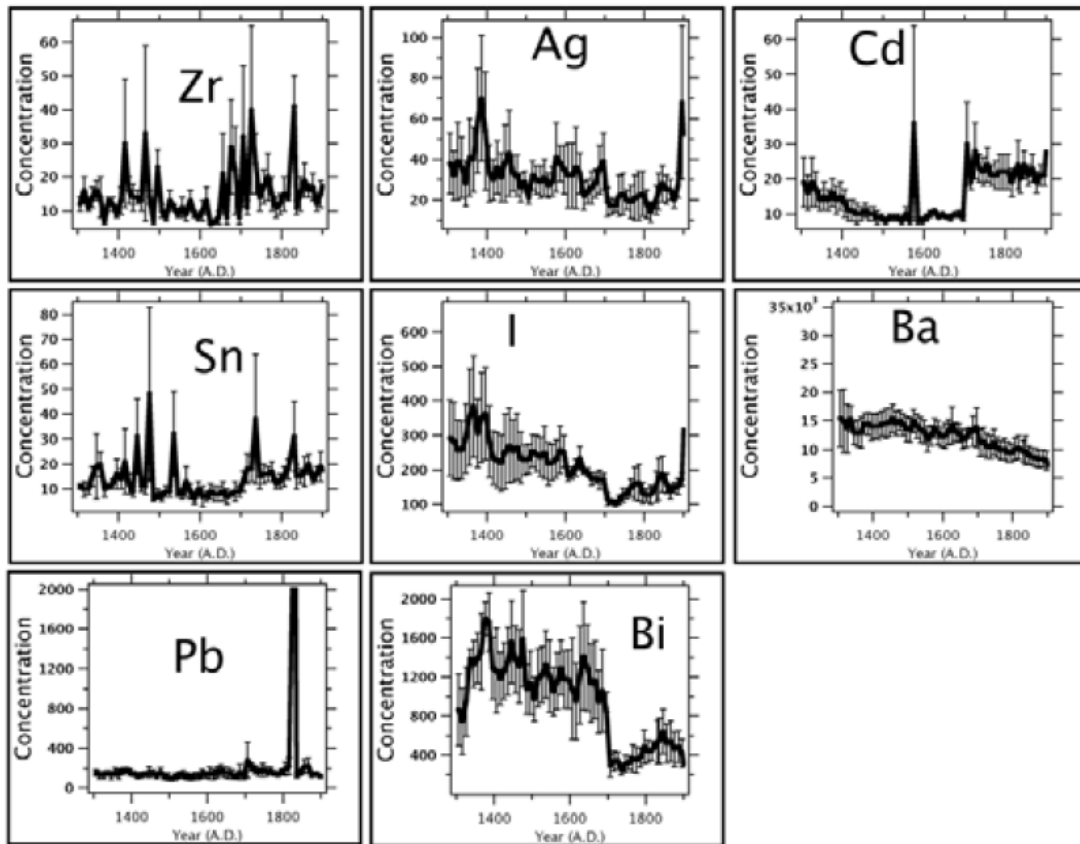 Zr
Concentration
60
50
40
30
20
10
1400
1600
1800
Year (A.D.)
Ag
Concentration
100
80
60
40
20
1400
1600
1800
Year (A.D.)
Cd
Concentration
60
50
40
30
20
10
1400
1600
1800
Year (A.D.)
Sn
Concentration
80
70
60
50
40
30
20
10
1400
1600
1800
Year (A.D.)
I
Concentration
600
500
400
300
200
100
1400
1600
1800
Year (A.D.)
Ba
Concentration
35x10³
30
25
20
15
10
5
0
1400
1600
1800
Year (A.D.)
Pb
Concentration
2000
1600
1200
800
400
0
1400
1600
1800
Year (A.D.)
Bi
Concentration
2000
1600
1200
800
400
1400
1600
1800
Year (A.D.)